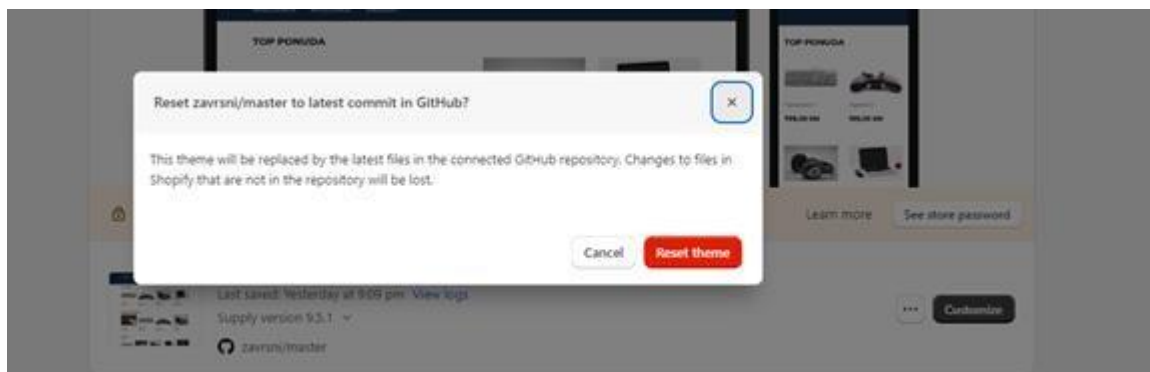 TOP PONUDA
TOP PONUDA
Reset zavrsni/master to latest commit in GitHub?
This theme will be replaced by the latest files in the connected GitHub repository. Changes to files in
Shopify that are not in the repository will be lost.
Learn more
See store password
Cancel
Reset theme
Last saved: Yesterday at 9:09 pm View logs
Supply version 9.5.1
Customize
zavrsni/master